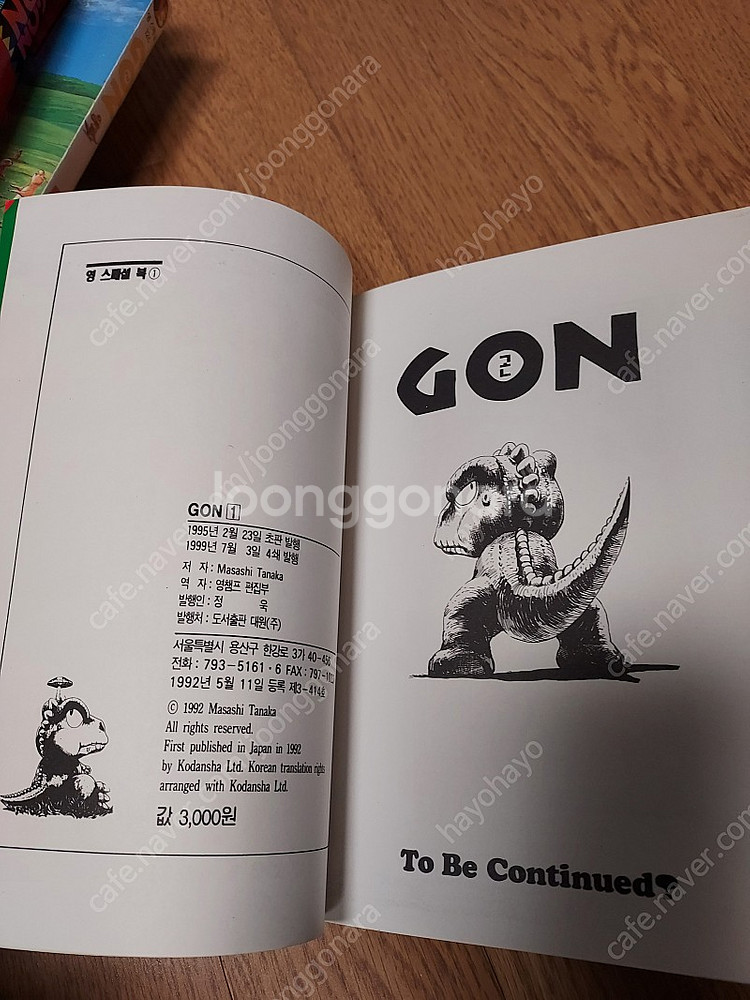 영 스페셜 북①
GON 1
1995년 2월 23일 초판 발행
1999년 7월 3일 4쇄 발행
저 자 : Masashi Tanaka
역 자 : 영챔프 편집부
발행인 : 정 욱
발행처 : 도서출판 대원(주)
서울특별시 용산구 한강로 3가 40-456
전화 : 793-5161·6 FAX : 797-
1992년 5월 11일 등록 제3-414호
© 1992 Masashi Tanaka
All rights reserved.
First published in Japan in 1992
by Kodansha Ltd. Korean translation rights
arranged with Kodansha Ltd.
값 3,000원
GON
곤
To Be Continued
Joonggonara
cafe.naver.com/joonggonara
hayohayo